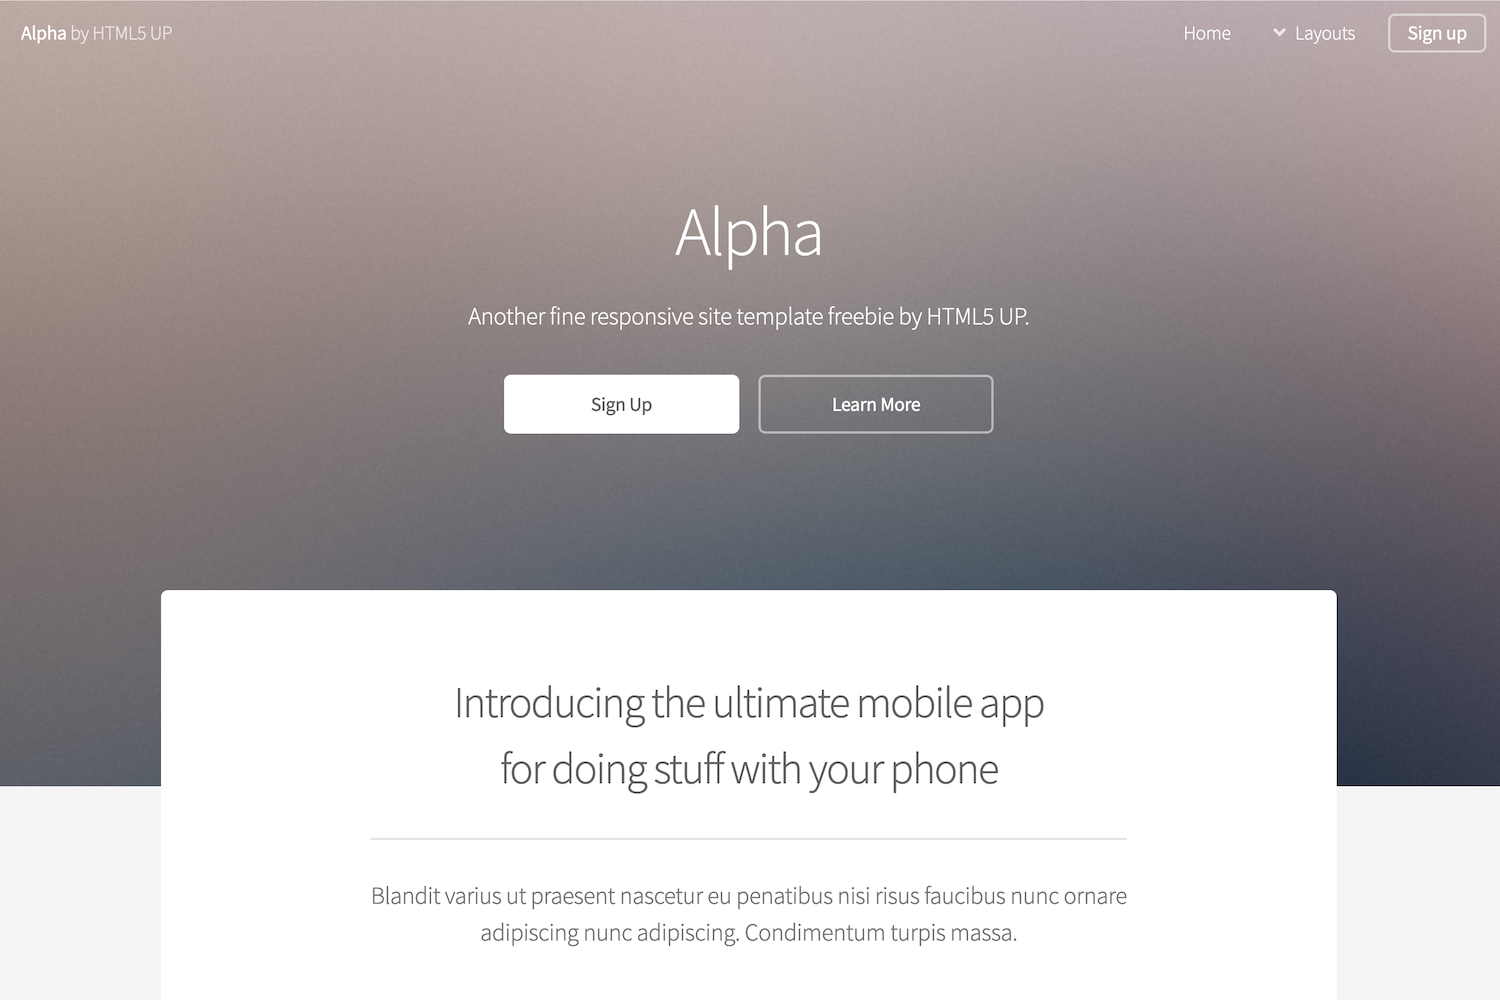 Alpha by HTML5 UP
Home
Layouts
Sign up
Alpha
Another fine responsive site template freebie by HTML5 UP.
Sign Up
Learn More
Introducing the ultimate mobile app
for doing stuff with your phone
Blandit varius ut praesent nascetur eu penatibus nisi risus faucibus nunc ornare
adipiscing nunc adipiscing. Condimentum turpis massa.